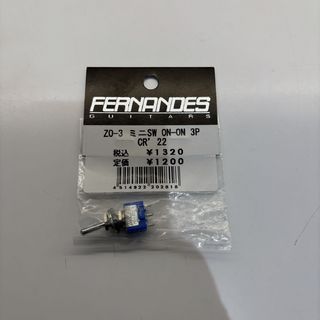 FERNANDES
GUITARS
ZO-3 ミニSW ON-ON 3P
CR' 22
税込 ¥1320
定価 ¥1200
4514922202618